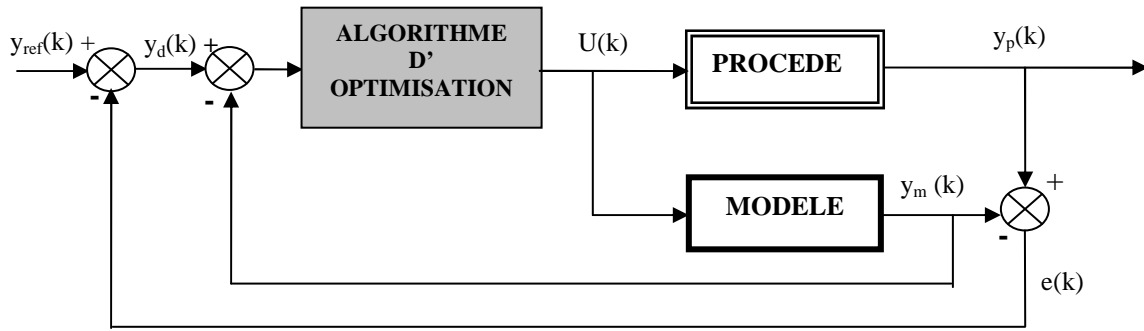 y_ref(k) +
y_d(k) +
ALGORITHME
D'
OPTIMISATION
U(k)
PROCEDE
y_p(k)
-
-
MODELE
y_m (k)
+
-
e(k)